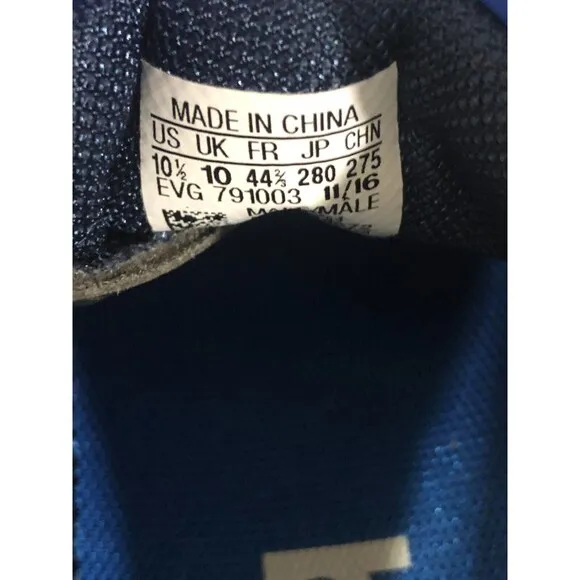 MADE IN CHINA
US UK FR JP CHN
10½ 10 44⅔ 280 275
EVG 791003 11/16
MALE